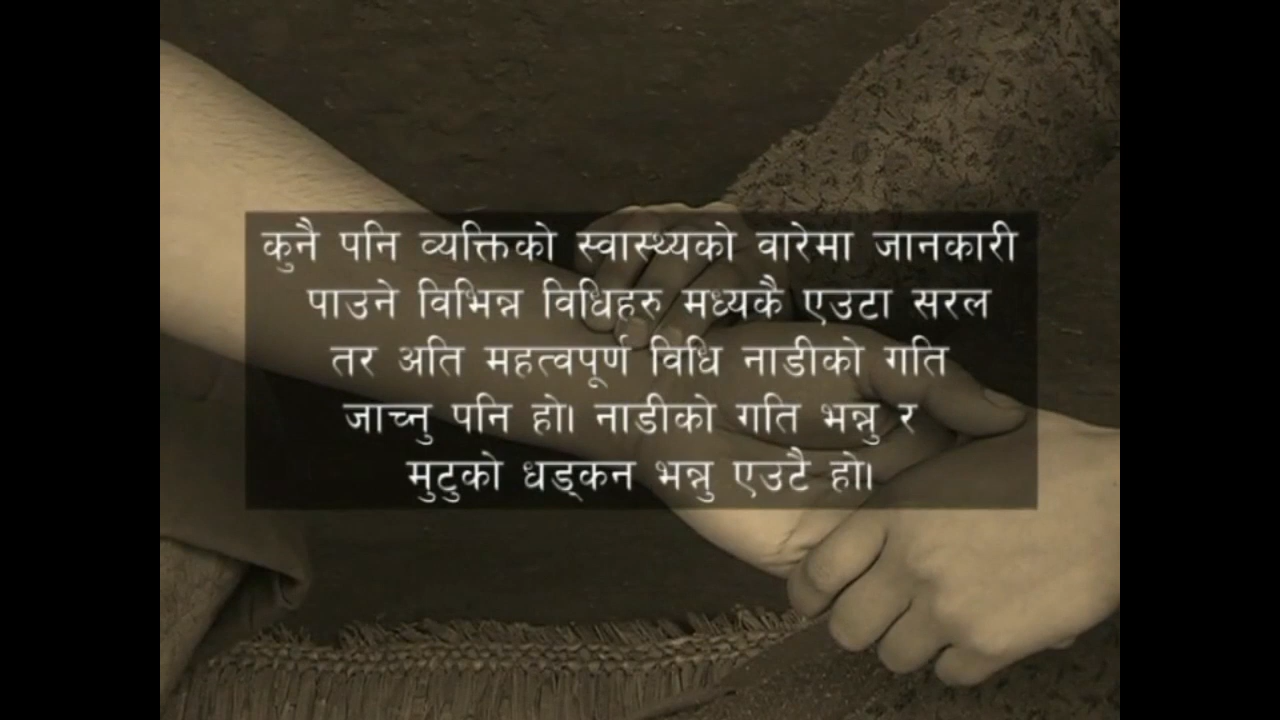 कुनै पनि व्यक्तिको स्वास्थ्यको वारेमा जानकारी
पाउने विभिन्न विधिहरु मध्यकै एउटा सरल
तर अति महत्वपूर्ण विधि नाडीको गति
जाच्नु पनि हो। नाडीको गति भन्नु र
मुटुको धड्कन भन्नु एउटै हो।